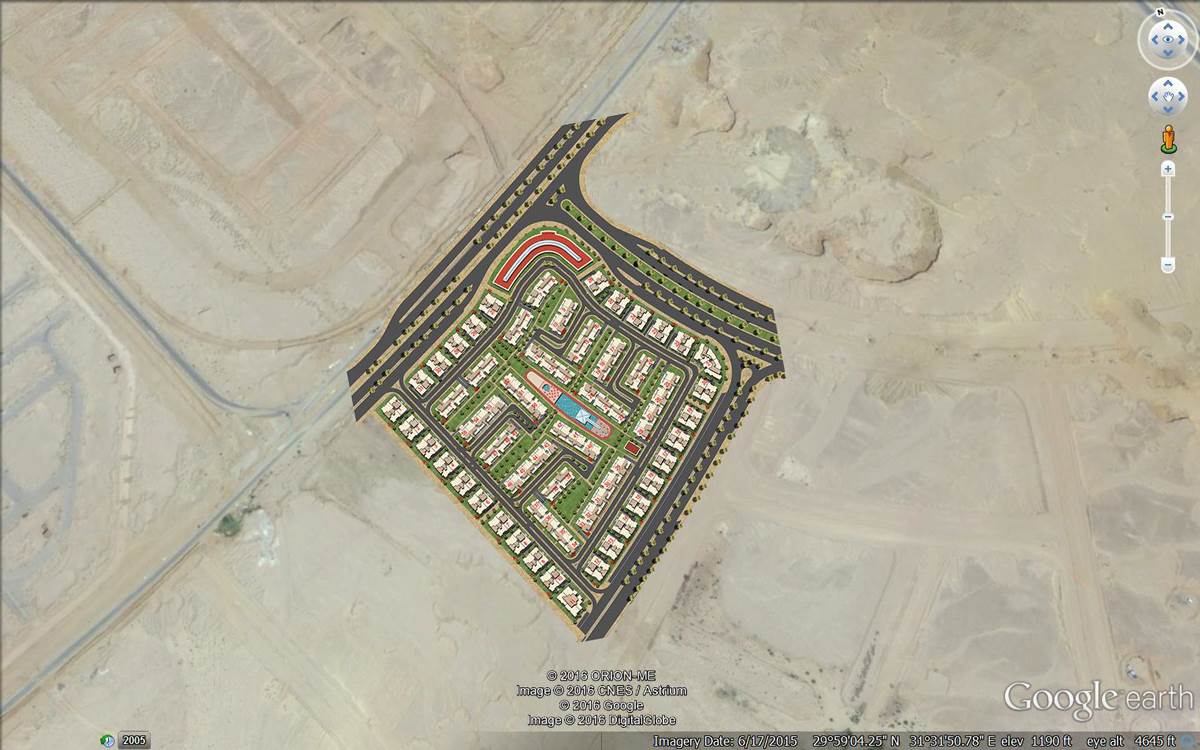 N
© 2016 ORION-ME
Image © 2016 CNES / Astrium
© 2016 Google
Image © 2016 DigitalGlobe
Google earth
2005
Imagery Date: 6/17/2015 29°59'04.25" N 31°31'50.78" E elev 1190 ft eye alt 4645 ft